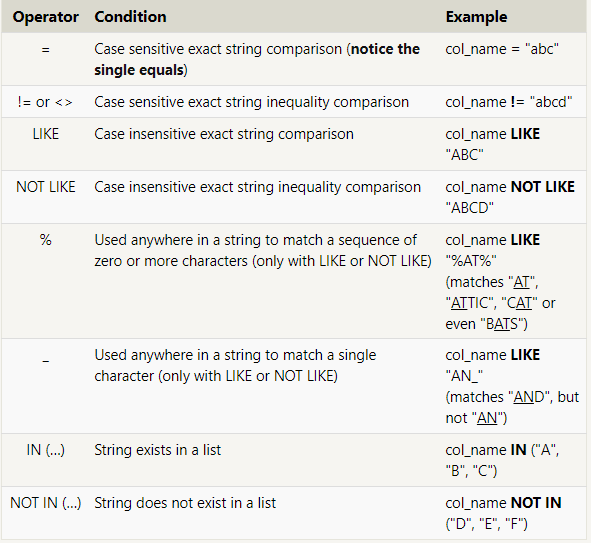 Operator Condition Example
= Case sensitive exact string comparison (notice the col_name = "abc"
single equals)
!= or <> Case sensitive exact string inequality comparison col_name != "abcd"
LIKE Case insensitive exact string comparison col_name LIKE
"ABC"
NOT LIKE Case insensitive exact string inequality comparison col_name NOT LIKE
"ABCD"
% Used anywhere in a string to match a sequence of col_name LIKE
zero or more characters (only with LIKE or NOT LIKE) "%AT%"
(matches "AT",
"ATTIC", "CAT" or
even "BATS")
_ Used anywhere in a string to match a single col_name LIKE
character (only with LIKE or NOT LIKE) "AN_"
(matches "AND", but
not "AN")
IN (…) String exists in a list col_name IN ("A",
"B", "C")
NOT IN (…) String does not exist in a list col_name NOT IN
("D", "E", "F")